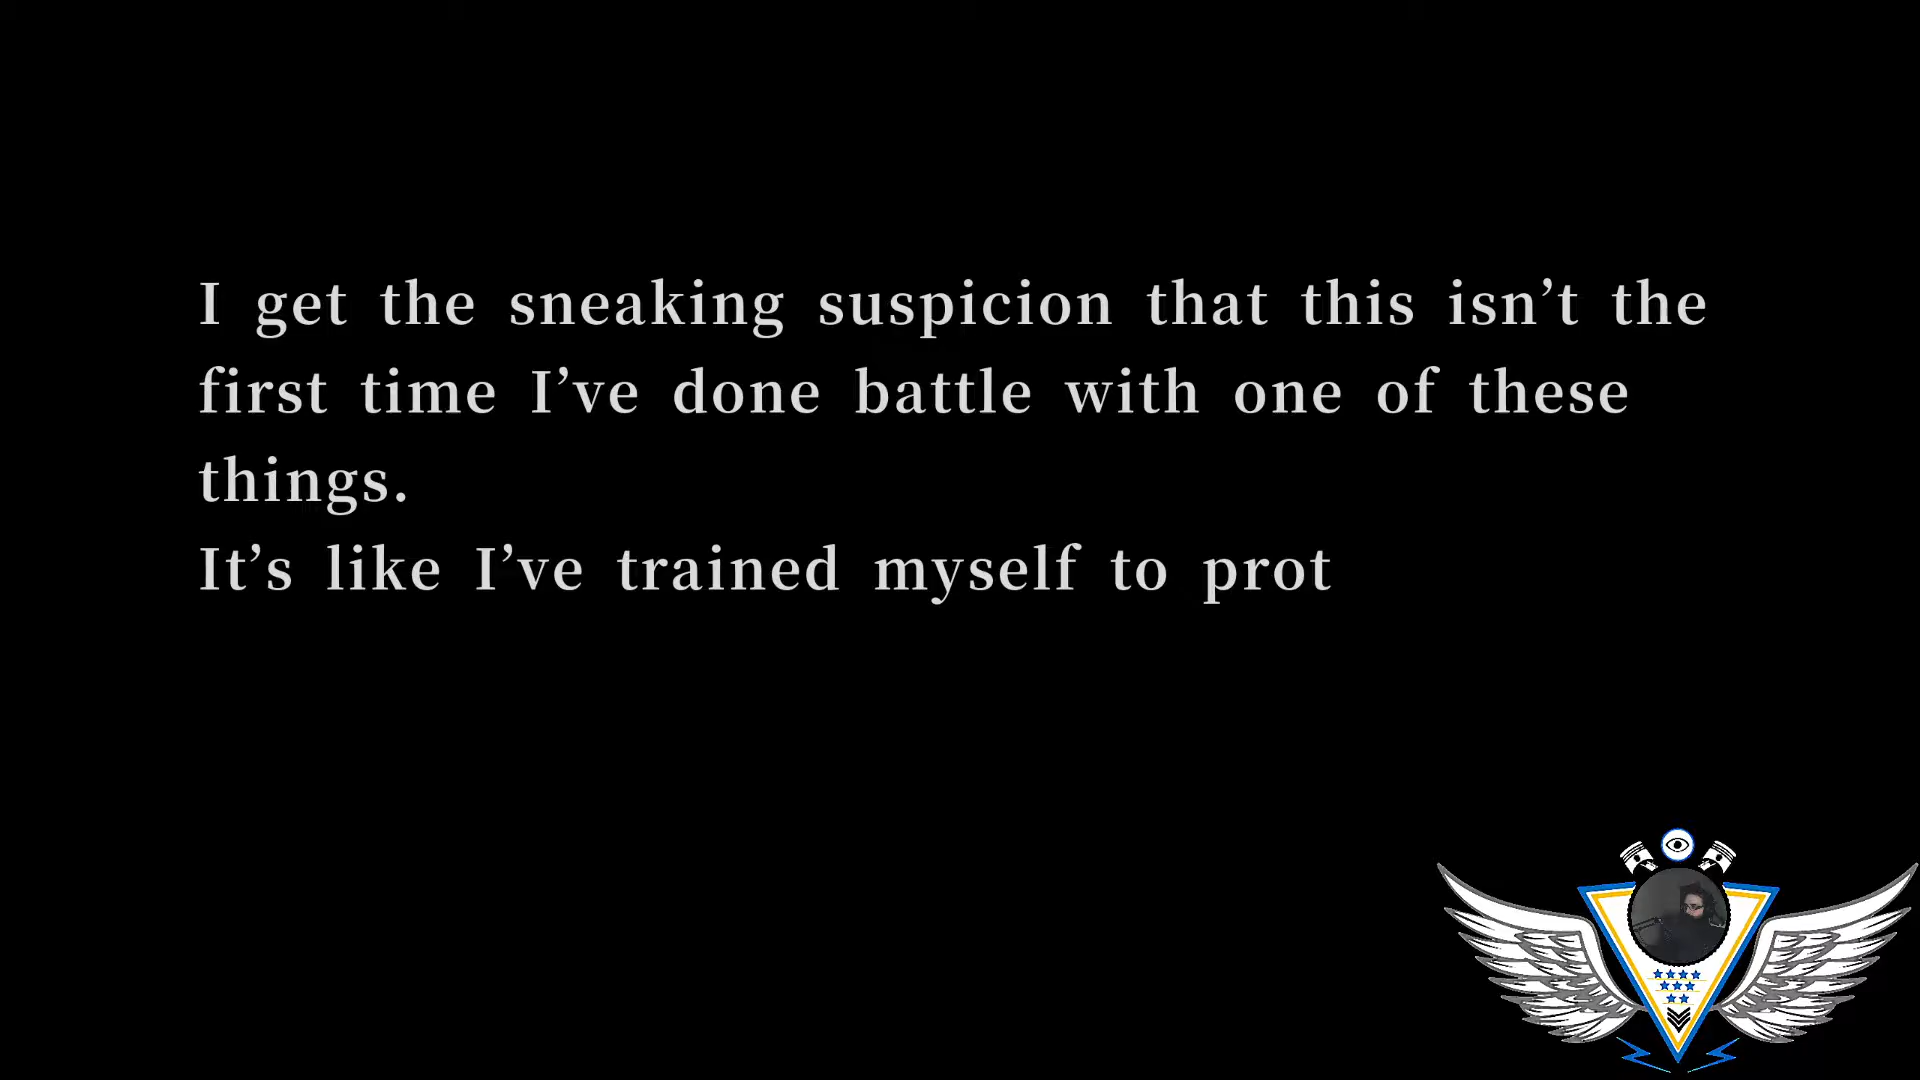 I get the sneaking suspicion that this isn’t the
first time I’ve done battle with one of these
things.
It’s like I’ve trained myself to prot